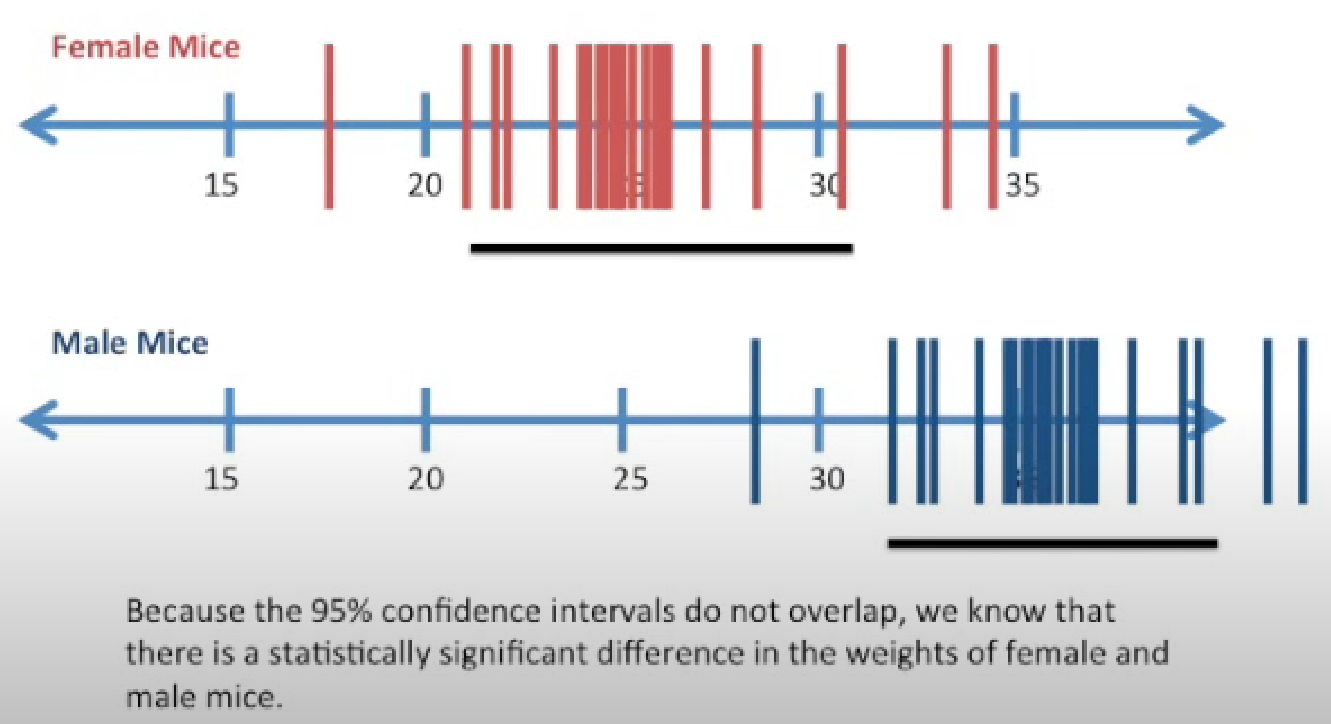 Female Mice
15 20 30 35
Male Mice
15 20 25 30
Because the 95% confidence intervals do not overlap, we know that
there is a statistically significant difference in the weights of female and
male mice.